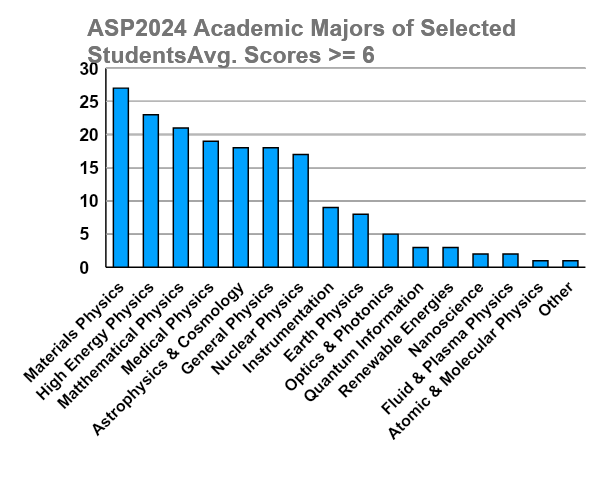 ASP2024 Academic Majors of Selected
StudentsAvg. Scores >= 6
30
25
20
15
10
5
0
Materials Physics
High Energy Physics
Matthematical Physics
Medical Physics
Astrophysics & Cosmology
General Physics
Nuclear Physics
Instrumentation
Earth Physics
Optics & Photonics
Quantum Information
Renewable Energies
Nanoscience
Fluid & Plasma Physics
Atomic & Molecular Physics
Other